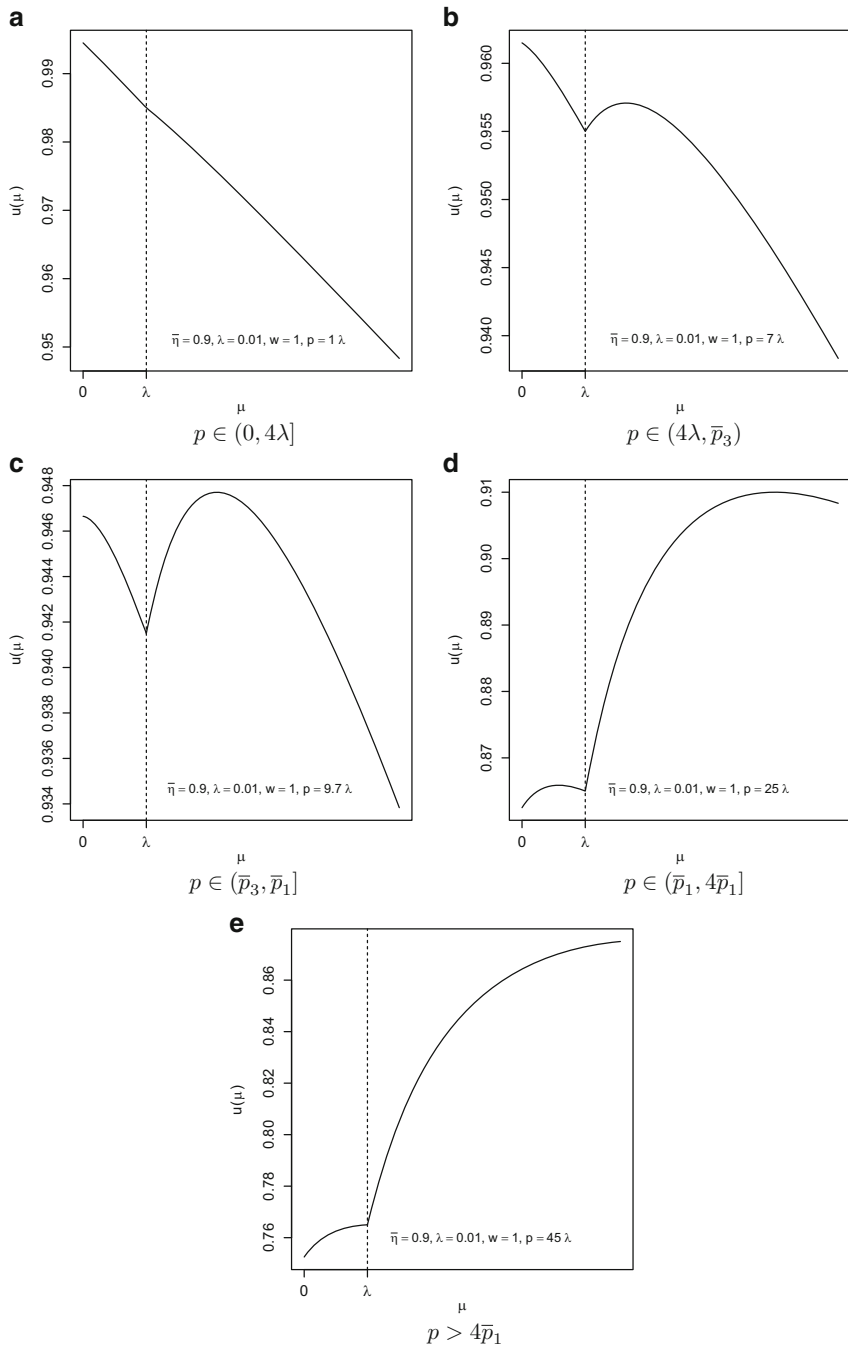 a
0.99
0.98
0.97
0.96
0.95
u(μ)
η̅ = 0.9, λ = 0.01, w = 1, p = 1 λ
0 λ
μ
p ∈ (0, 4λ]
b
0.960
0.955
0.950
0.945
0.940
u(μ)
η̅ = 0.9, λ = 0.01, w = 1, p = 7 λ
0 λ
μ
p ∈ (4λ, p̅₃)
c
0.948
0.946
0.944
0.942
0.940
0.938
0.936
0.934
u(μ)
η̅ = 0.9, λ = 0.01, w = 1, p = 9.7 λ
0 λ
μ
p ∈ (p̅₃, p̅₁]
d
0.91
0.90
0.89
0.88
0.87
u(μ)
η̅ = 0.9, λ = 0.01, w = 1, p = 25 λ
0 λ
μ
p ∈ (p̅₁, 4p̅₁]
e
0.86
0.84
0.82
0.80
0.78
0.76
u(μ)
η̅ = 0.9, λ = 0.01, w = 1, p = 45 λ
0 λ
μ
p > 4p̅₁